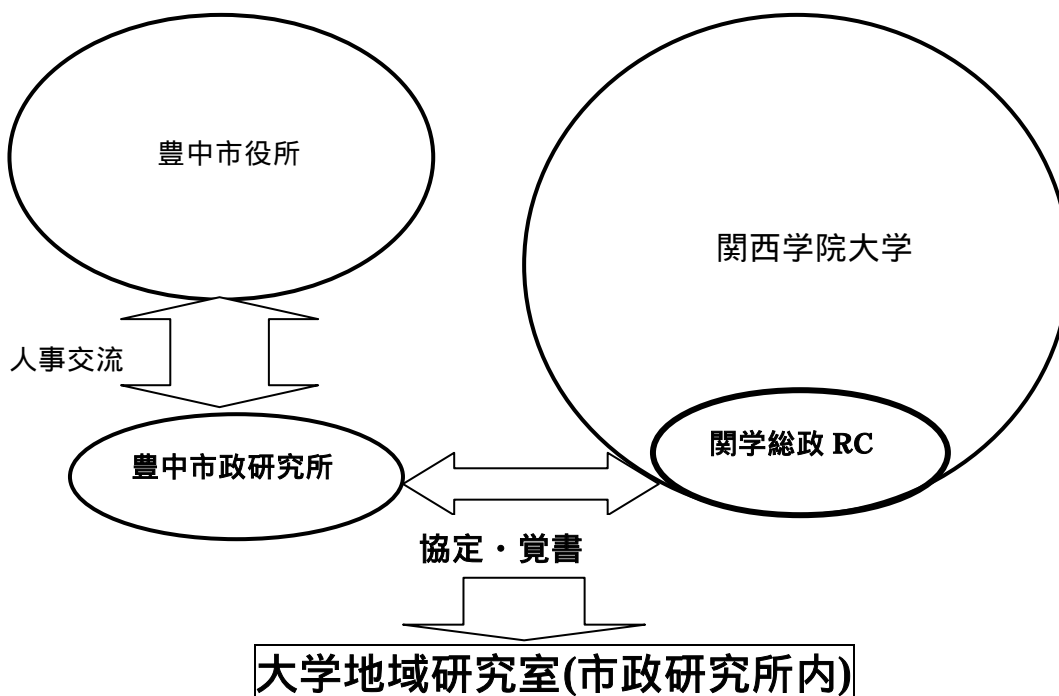 豊中市役所
関西学院大学
人事交流
関学総政 RC
豊中市政研究所
協定・覚書
大学地域研究室(市政研究所内)